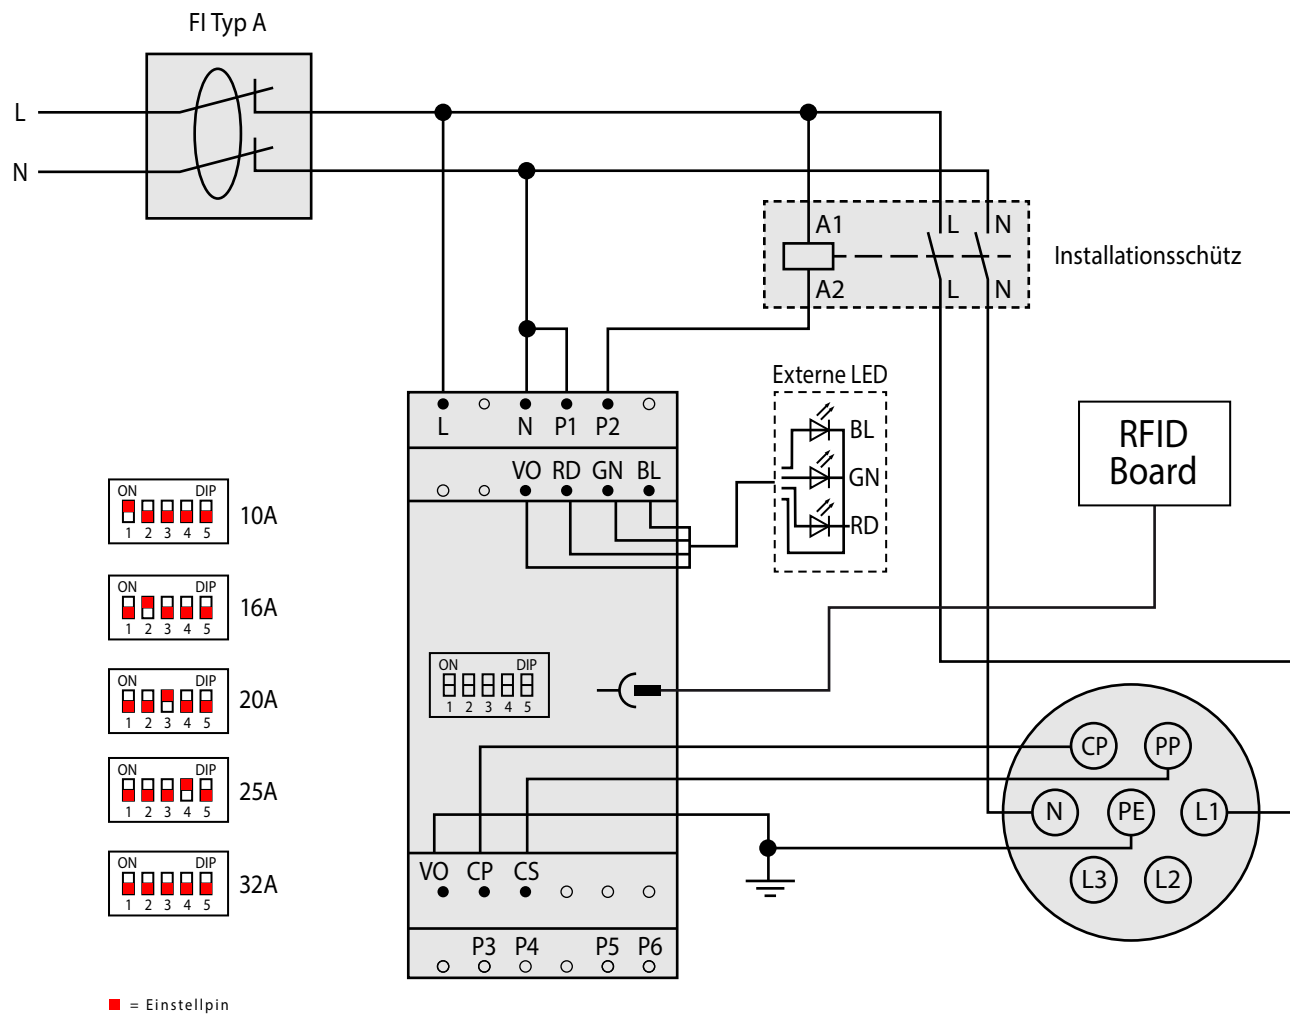 FI Typ A
L
N
A1 L N
A2 L N
Installationsschütz
Externe LED
BL
GN
RD
RFID
Board
L N P1 P2
VO RD GN BL
ON DIP
1 2 3 4 5
10A
ON DIP
1 2 3 4 5
16A
ON DIP
1 2 3 4 5
20A
ON DIP
1 2 3 4 5
25A
ON DIP
1 2 3 4 5
32A
ON DIP
1 2 3 4 5
CP PP
N PE L1
L3 L2
VO CP CS
P3 P4 P5 P6
= Einstellpin